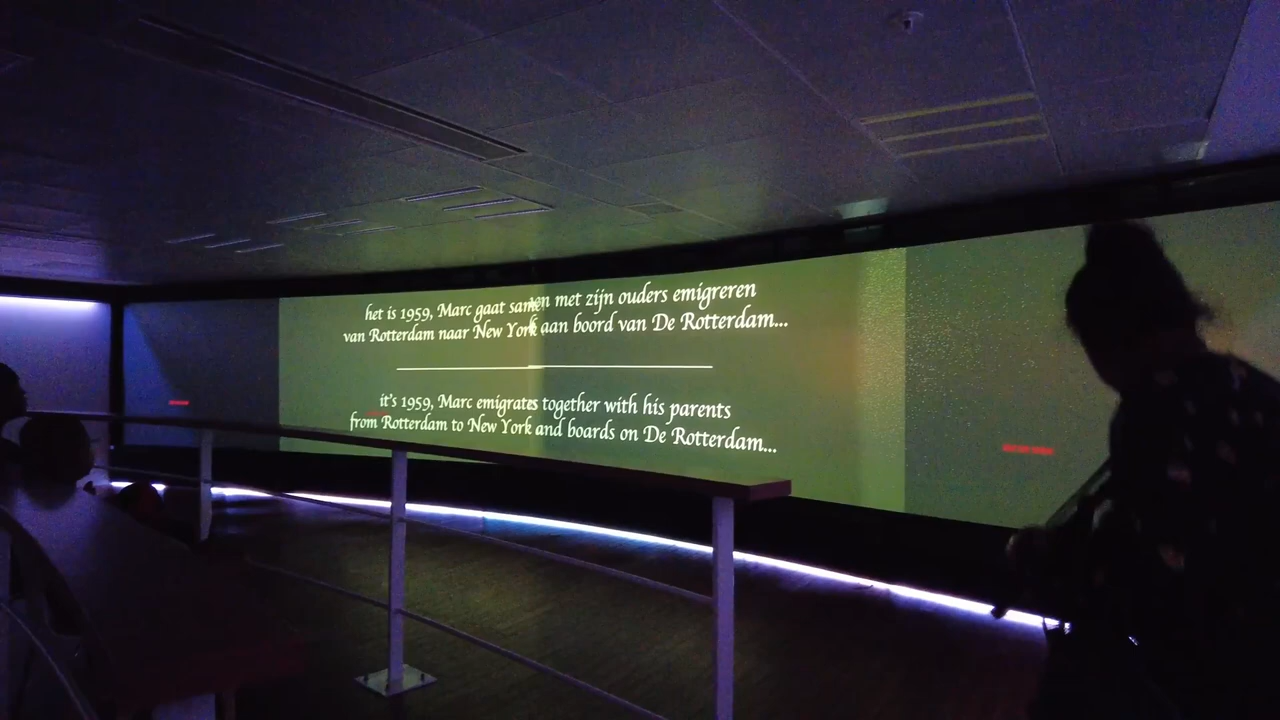 het is 1959, Marc gaat samen met zijn ouders emigreren
van Rotterdam naar New York aan boord van De Rotterdam...
it's 1959, Marc emigrates together with his parents
from Rotterdam to New York and boards on De Rotterdam...